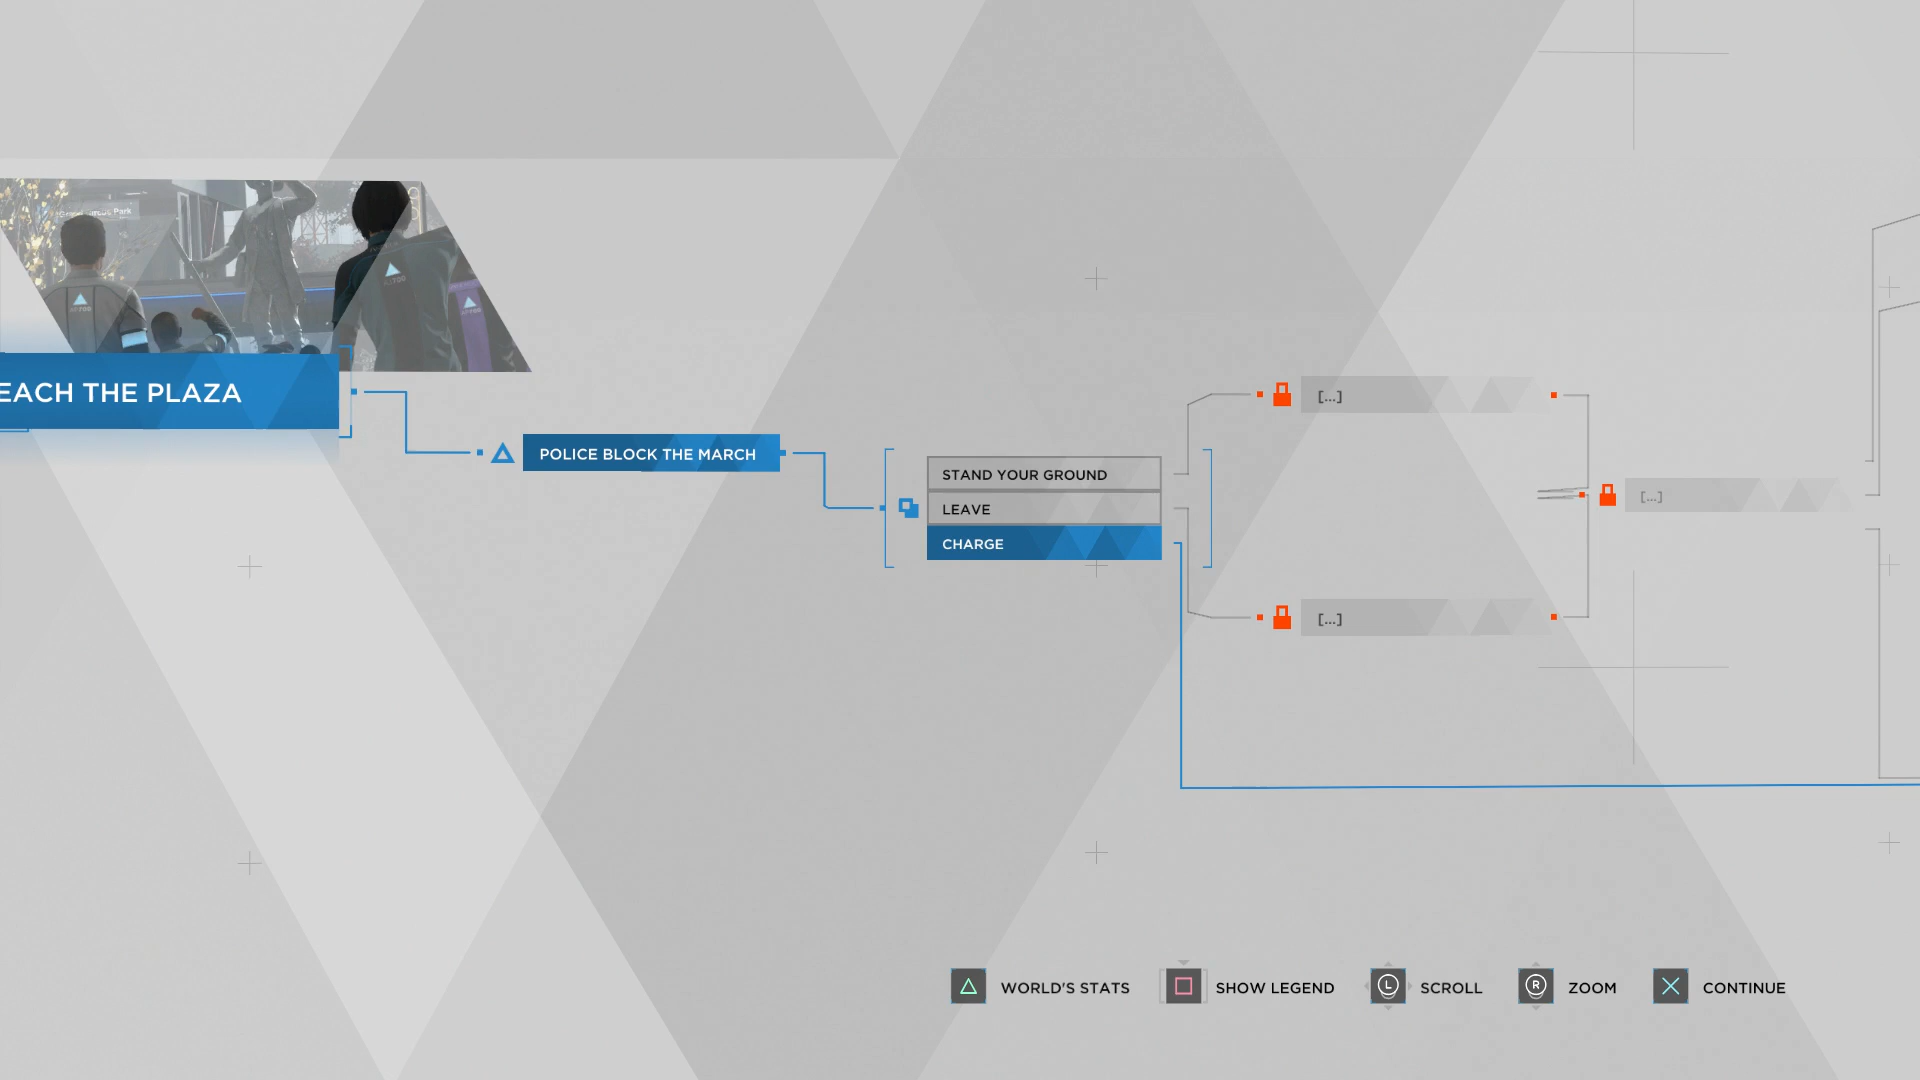 EACH THE PLAZA
POLICE BLOCK THE MARCH
STAND YOUR GROUND
LEAVE
CHARGE
[...]
[...]
[...]
WORLD'S STATS
SHOW LEGEND
L
SCROLL
R
ZOOM
CONTINUE